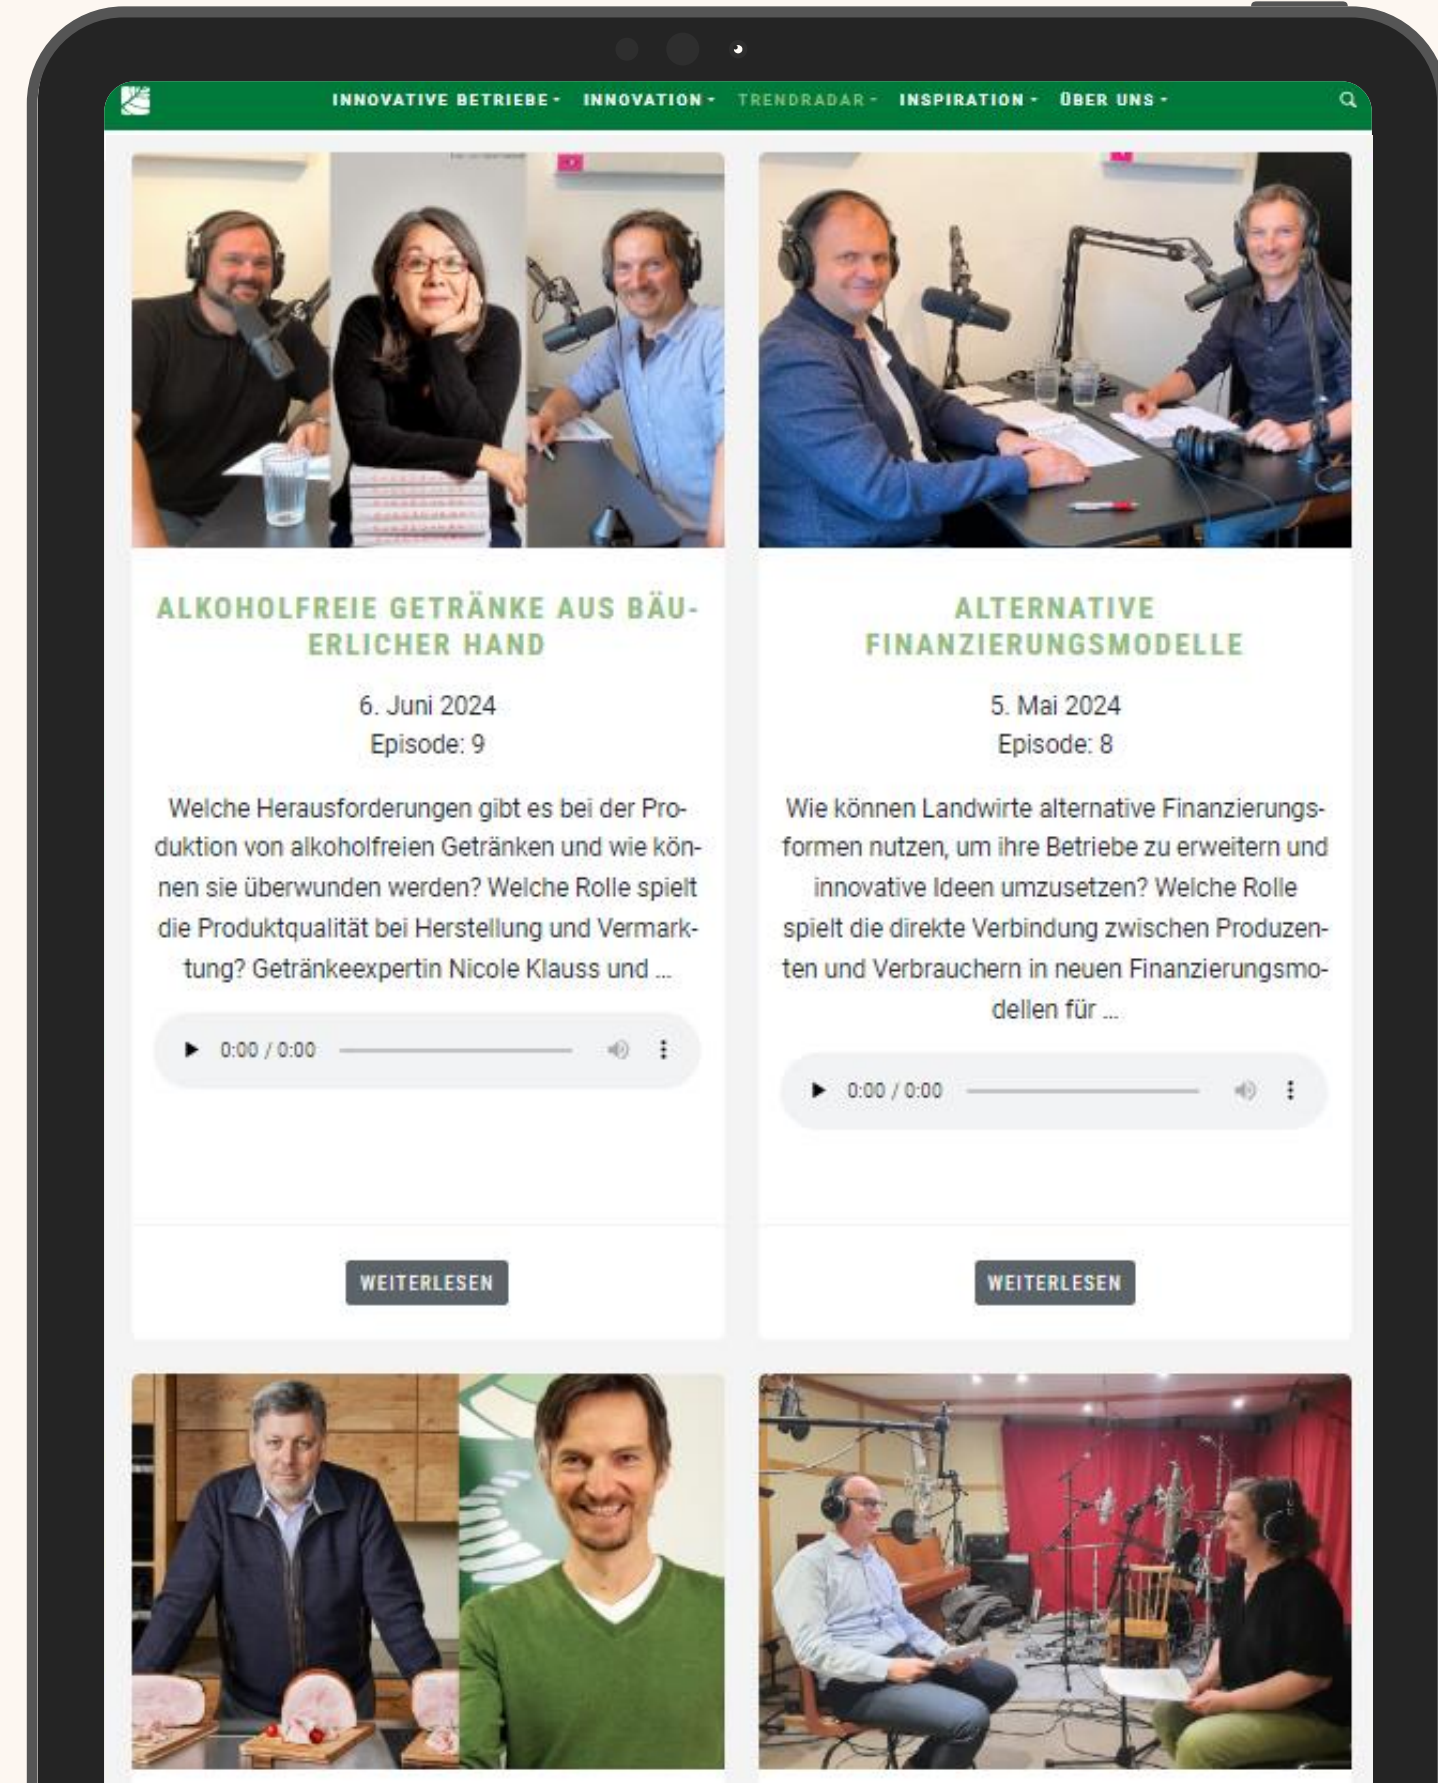 INNOVATIVE BETRIEBE INNOVATION TRENDRADAR INSPIRATION ÜBER UNS
ALKOHOLFREIE GETRÄNKE AUS BÄU-
ERLICHER HAND
6. Juni 2024
Episode: 9
Welche Herausforderungen gibt es bei der Pro-
duktion von alkoholfreien Getränken und wie kön-
nen sie überwunden werden? Welche Rolle spielt
die Produktqualität bei Herstellung und Vermark-
tung? Getränkeexpertin Nicole Klauss und ...
0:00 / 0:00
WEITERLESEN
ALTERNATIVE
FINANZIERUNGSMODELLE
5. Mai 2024
Episode: 8
Wie können Landwirte alternative Finanzierungs-
formen nutzen, um ihre Betriebe zu erweitern und
innovative Ideen umzusetzen? Welche Rolle
spielt die direkte Verbindung zwischen Produzen-
ten und Verbrauchern in neuen Finanzierungsmo-
dellen für ...
0:00 / 0:00
WEITERLESEN